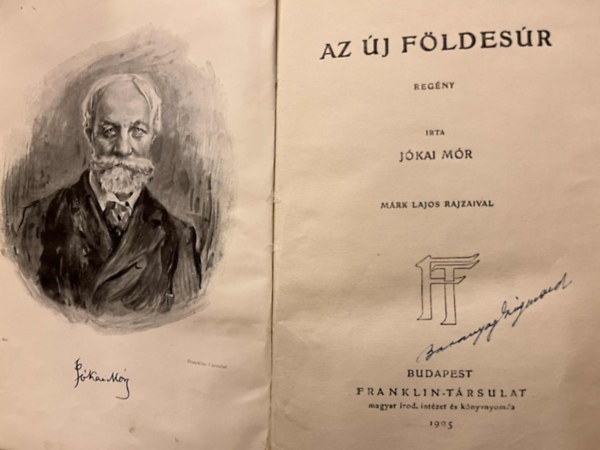 Jókai Mór
AZ ÚJ FÖLDESÚR
REGÉNY
IRTA
JÓKAI MÓR
MÁRK LAJOS RAJZAIVAL
FT
BUDAPEST
FRANKLIN-TÁRSULAT
magyar irod. intézet és könyvnyomda
1905